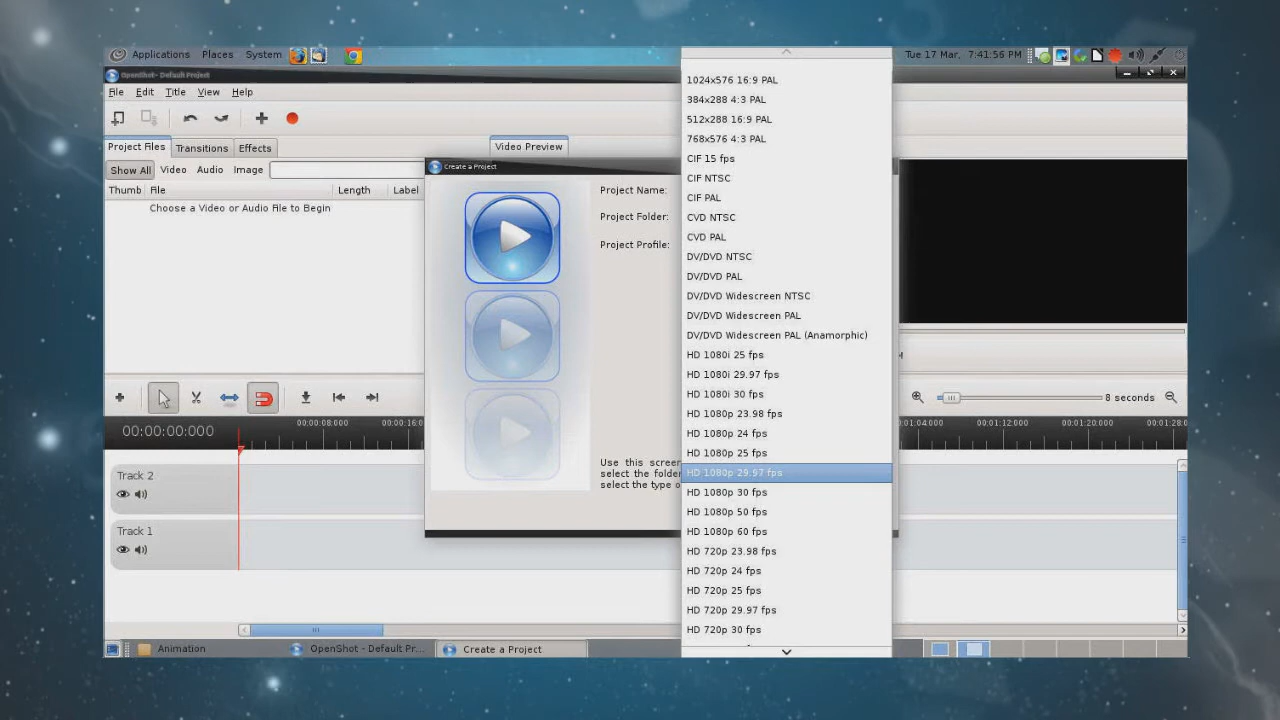 Applications Places System
Tue 17 Mar, 7:41:56 PM
OpenShot - Default Project
File Edit Title View Help
Project Files Transitions Effects
Video Preview
Show All Video Audio Image
Thumb File Length Label
Choose a Video or Audio File to Begin
Create a Project
Project Name:
Project Folder:
Project Profile:
Use this screen
select the folde
select the type o
1024x576 16:9 PAL
384x288 4:3 PAL
512x288 16:9 PAL
768x576 4:3 PAL
CIF 15 fps
CIF NTSC
CIF PAL
CVD NTSC
CVD PAL
DV/DVD NTSC
DV/DVD PAL
DV/DVD Widescreen NTSC
DV/DVD Widescreen PAL
DV/DVD Widescreen PAL (Anamorphic)
HD 1080i 25 fps
HD 1080i 29.97 fps
HD 1080i 30 fps
HD 1080p 23.98 fps
HD 1080p 24 fps
HD 1080p 25 fps
HD 1080p 29.97 fps
HD 1080p 30 fps
HD 1080p 50 fps
HD 1080p 60 fps
HD 720p 23.98 fps
HD 720p 24 fps
HD 720p 25 fps
HD 720p 29.97 fps
HD 720p 30 fps
8 seconds
00:00:00:000
00:00:08:000 00:00:16:0 0:01:04:000 00:01:12:000 00:01:20:000 00:01:28:0
Track 2
Track 1
Animation
OpenShot - Default Pr...
Create a Project